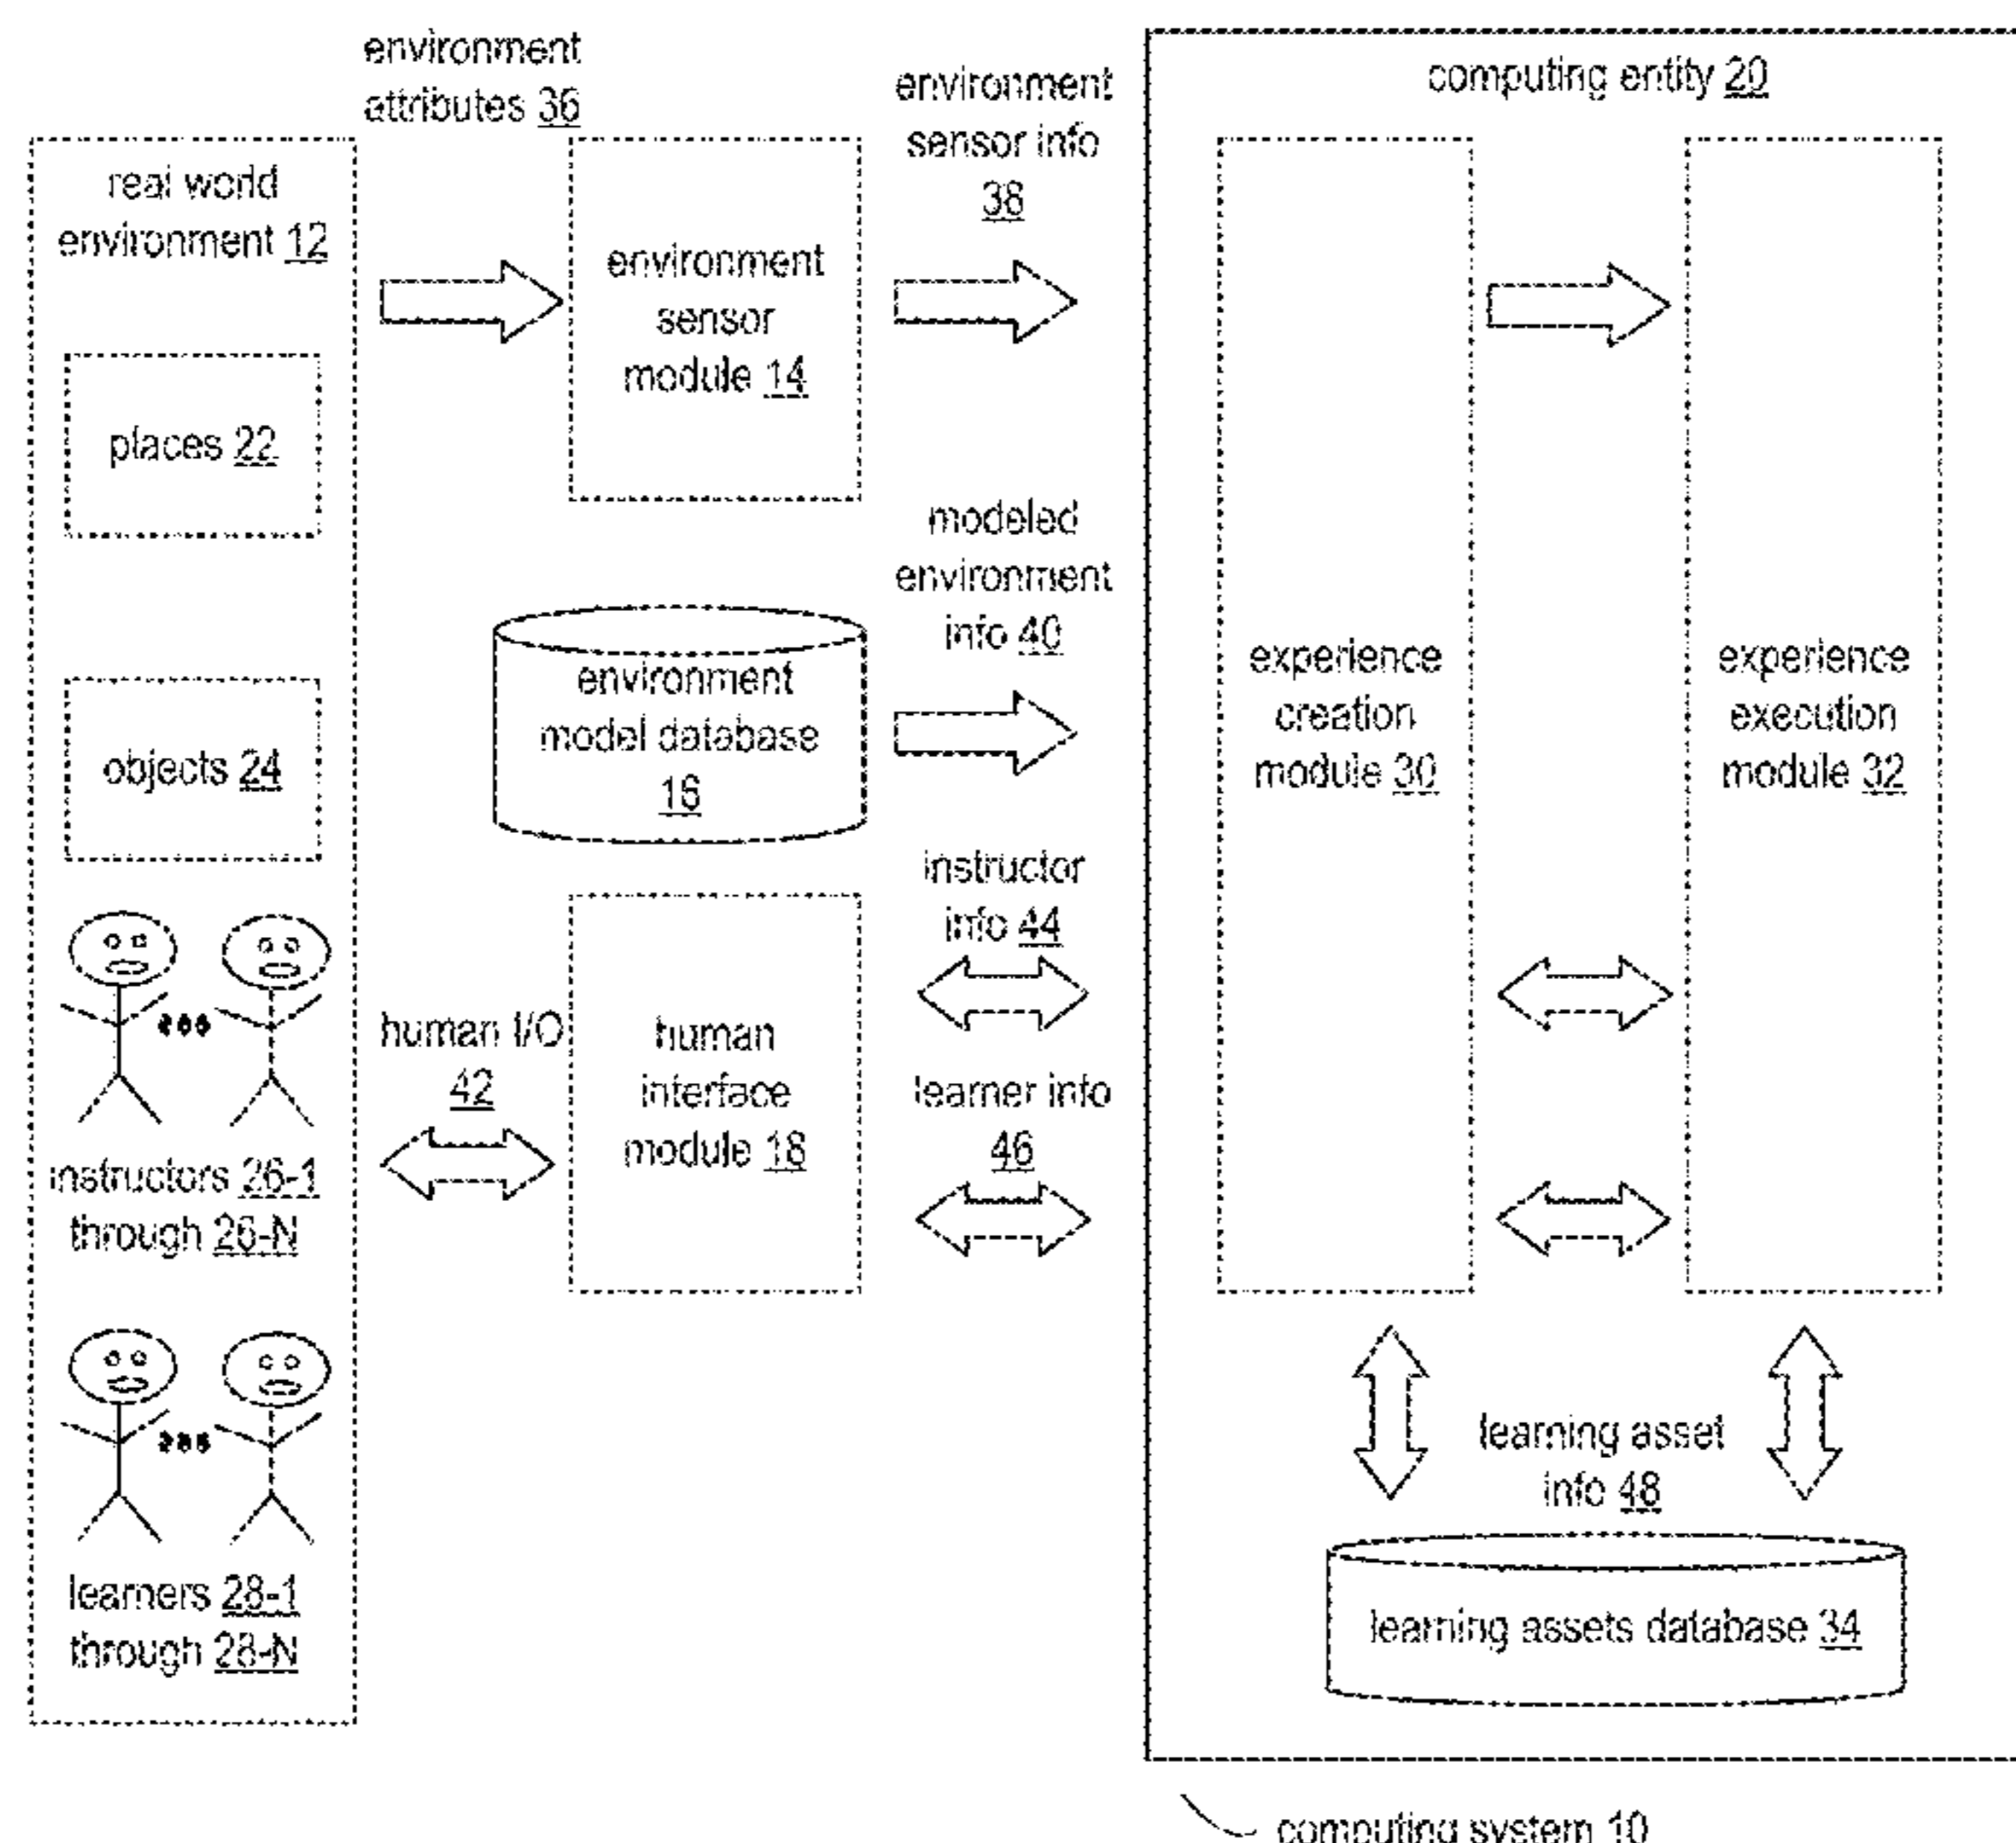 environment
attributes 36
environment
sensor info
38
computing entity 20
real world
environment 12
environment
sensor
module 14
places 22
modeled
environment
info 40
environment
model database
16
experience
creation
module 30
experience
execution
module 32
objects 24
instructor
info 44
human I/O
42
human
interface
module 18
learner info
46
instructors 26-1
through 26-N
learning asset
info 48
learners 28-1
through 28-N
learning assets database 34
computing system 10